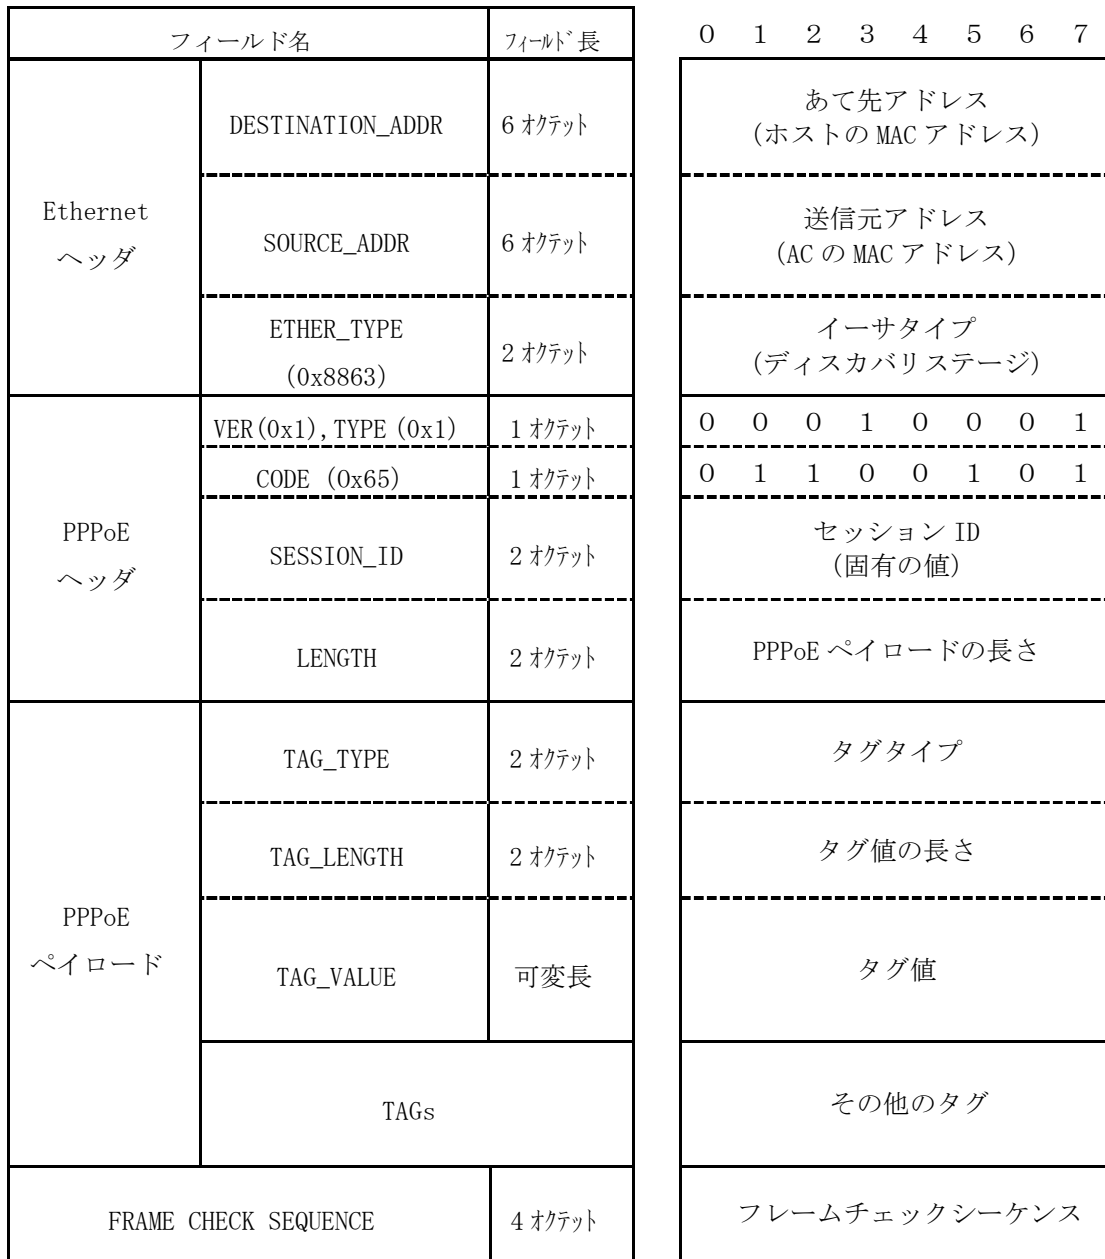 フィールド名 ﾌｨｰﾙﾄﾞ長 0 1 2 3 4 5 6 7
Ethernet
ヘッダ
DESTINATION_ADDR 6 ｵｸﾃｯﾄ
あて先アドレス
(ホストの MAC アドレス)
SOURCE_ADDR 6 ｵｸﾃｯﾄ
送信元アドレス
(AC の MAC アドレス)
ETHER_TYPE
(0x8863)
2 ｵｸﾃｯﾄ
イーサタイプ
(ディスカバリステージ)
PPPoE
ヘッダ
VER(0x1),TYPE(0x1) 1 ｵｸﾃｯﾄ 0 0 0 1 0 0 0 1
CODE (0x65) 1 ｵｸﾃｯﾄ 0 1 1 0 0 1 0 1
SESSION_ID 2 ｵｸﾃｯﾄ
セッション ID
(固有の値)
LENGTH 2 ｵｸﾃｯﾄ PPPoE ペイロードの長さ
PPPoE
ペイロード
TAG_TYPE 2 ｵｸﾃｯﾄ タグタイプ
TAG_LENGTH 2 ｵｸﾃｯﾄ タグ値の長さ
TAG_VALUE 可変長 タグ値
TAGs その他のタグ
FRAME CHECK SEQUENCE 4 ｵｸﾃｯﾄ フレームチェックシーケンス